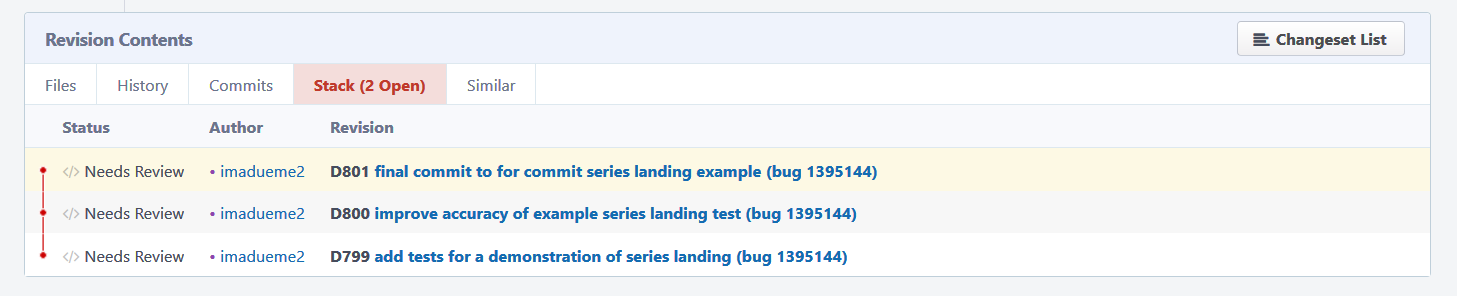 Revision Contents
Changeset List
Files History Commits Stack (2 Open) Similar
Status Author Revision
</> Needs Review • imadueme2 D801 final commit to for commit series landing example (bug 1395144)
</> Needs Review • imadueme2 D800 improve accuracy of example series landing test (bug 1395144)
</> Needs Review • imadueme2 D799 add tests for a demonstration of series landing (bug 1395144)